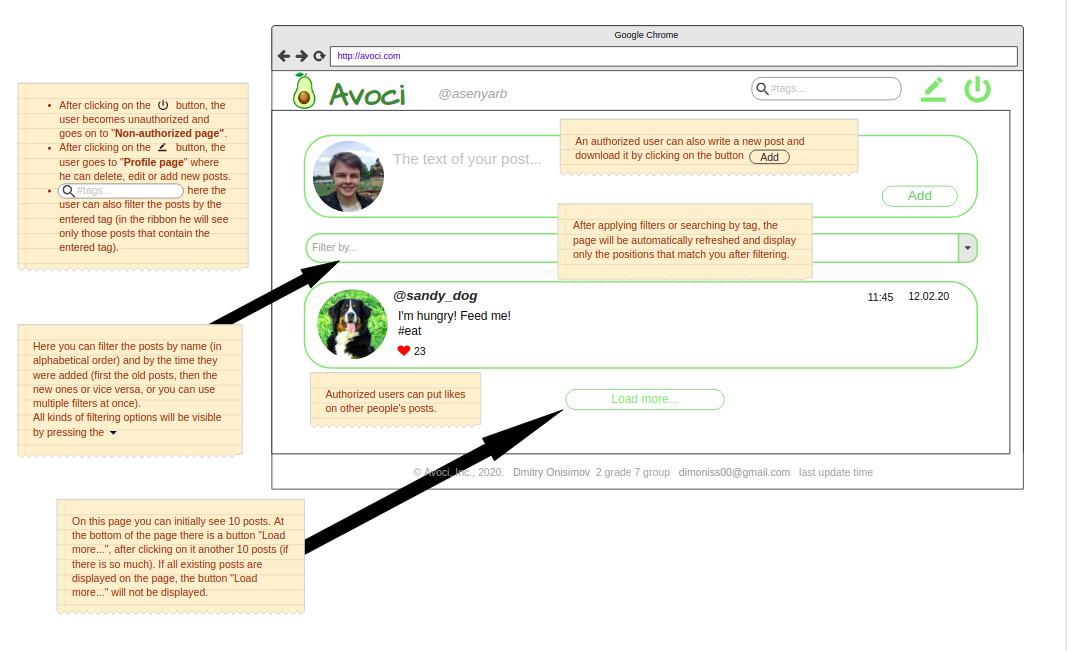 Google Chrome
http://avoci.com
Avoci
@asenyarb
#tags...
• After clicking on the button, the
user becomes unauthorized and
goes on to "Non-authorized page".
• After clicking on the button, the
user goes to "Profile page" where
he can delete, edit or add new posts.
• #tags... here the
user can also filter the posts by the
entered tag (in the ribbon he will see
only those posts that contain the
entered tag).
The text of your post...
An authorized user can also write a new post and
download it by clicking on the button Add
Add
Filter by...
After applying filters or searching by tag, the
page will be automatically refreshed and display
only the positions that match you after filtering.
@sandy_dog
11:45 12.02.20
I'm hungry! Feed me!
#eat
23
Here you can filter the posts by name (in
alphabetical order) and by the time they
were added (first the old posts, then the
new ones or vice versa, or you can use
multiple filters at once).
All kinds of filtering options will be visible
by pressing the
Authorized users can put likes
on other people's posts.
Load more...
© Avoci, Inc., 2020. Dmitry Onisimov 2 grade 7 group dimoniss00@gmail.com last update time
On this page you can initially see 10 posts. At
the bottom of the page there is a button "Load
more...", after clicking on it another 10 posts (if
there is so much). If all existing posts are
displayed on the page, the button "Load
more..." will not be displayed.